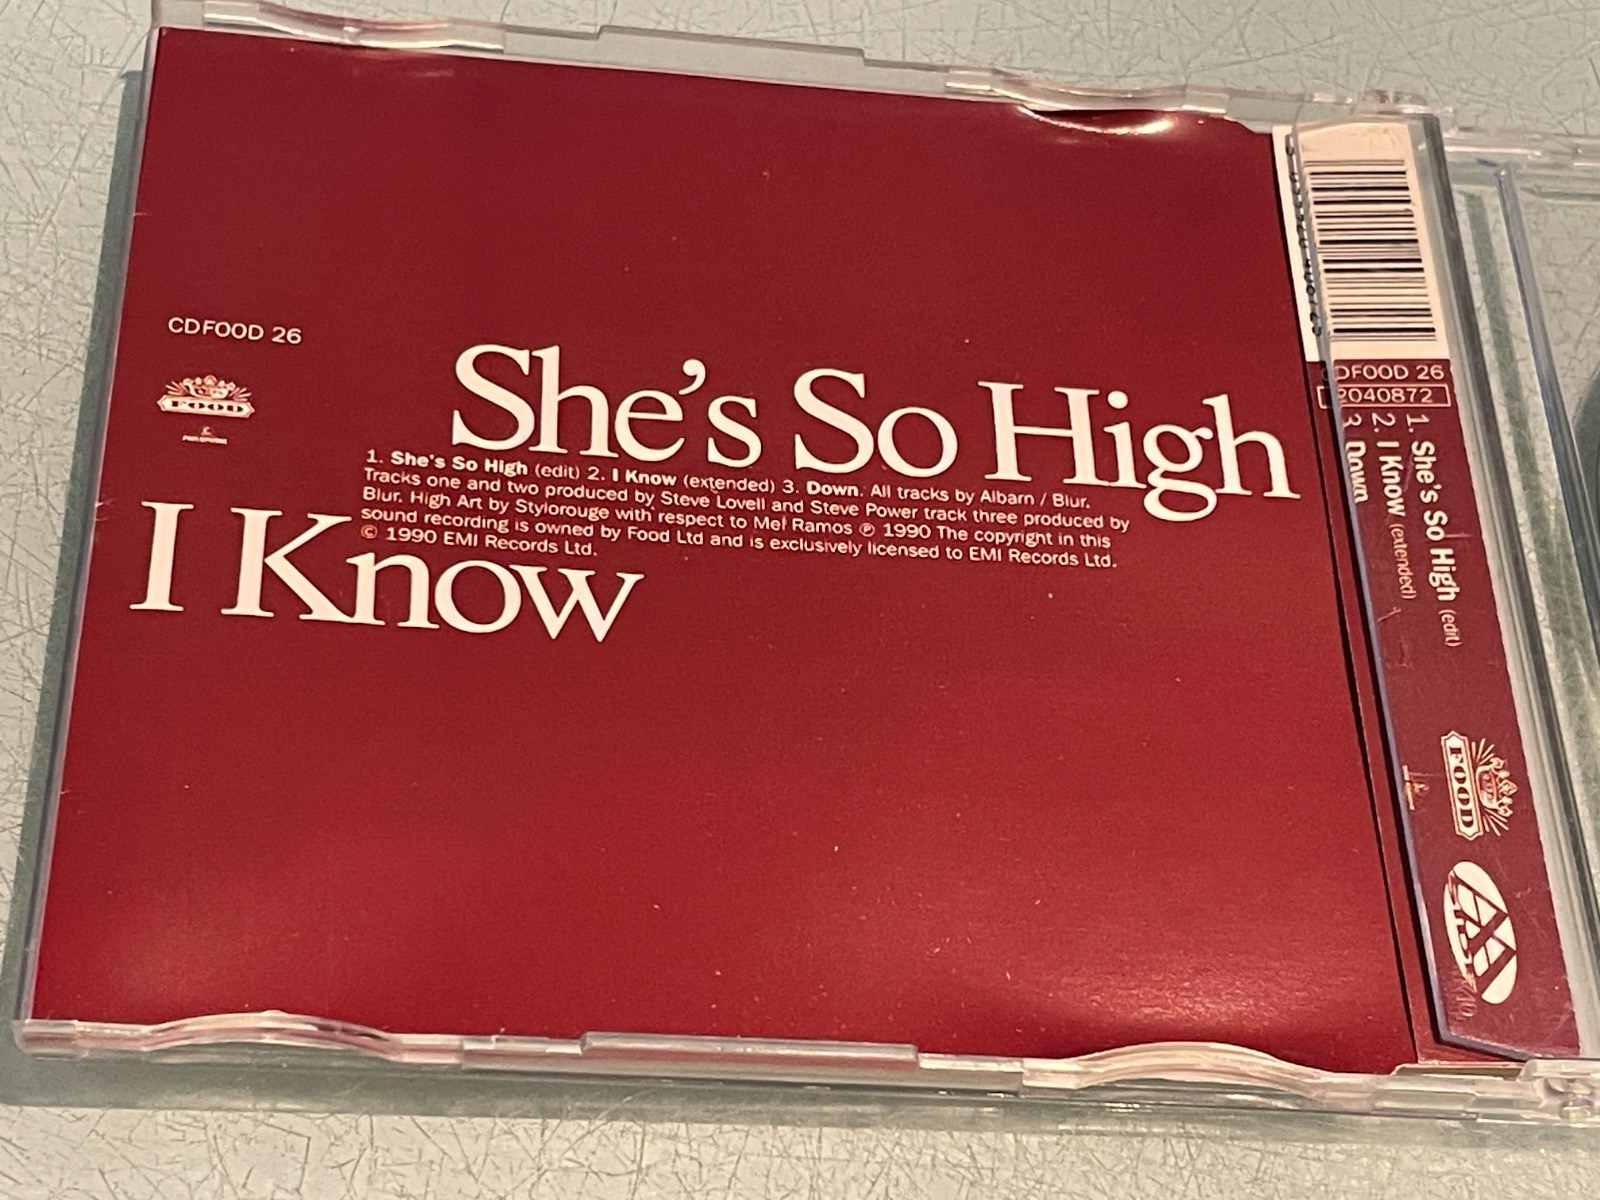 CDFOOD 26
FOOD
She's So High
1. She's So High (edit) 2. I Know (extended) 3. Down. All tracks by Albarn / Blur.
Tracks one and two produced by Steve Lovell and Steve Power track three produced by
Blur. High Art by Stylorouge with respect to Mel Ramos ℗ 1990 The copyright in this
sound recording is owned by Food Ltd and is exclusively licensed to EMI Records Ltd.
© 1990 EMI Records Ltd.
I Know
DFOOD 26
2040872
1. She's So High (edit)
2. I Know (extended)
3. Down
FOOD